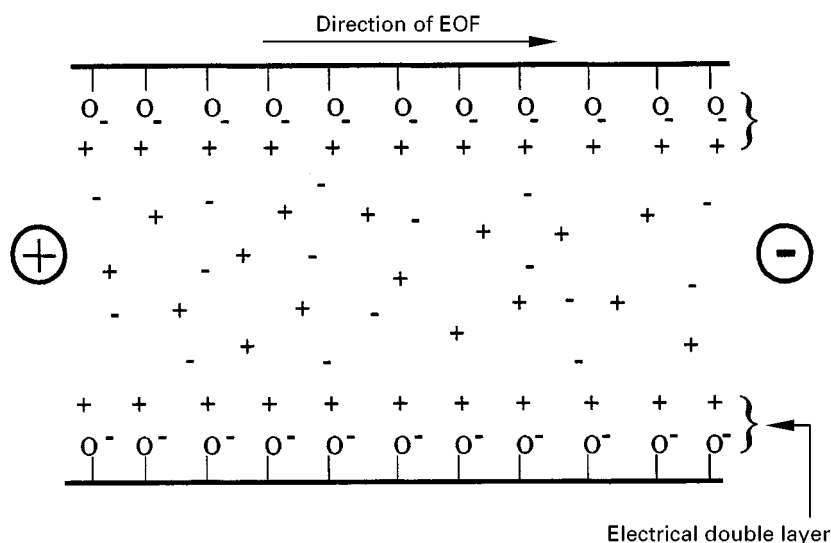 Direction of EOF
O- O- O- O- O- O- O- O- O- O- O-
+ + + + + + + + + + +
+ -
+ + + + + + + + + + +
O- O- O- O- O- O- O- O- O- O- O-
Electrical double layer